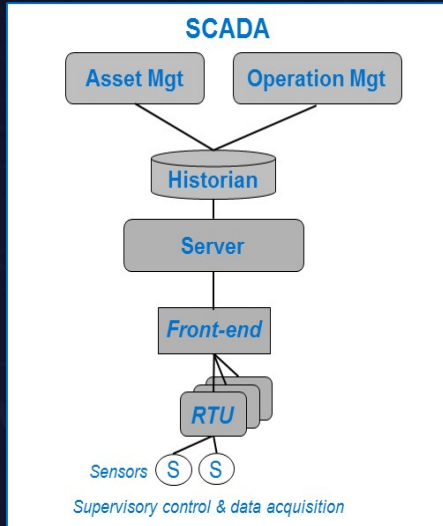 SCADA
Asset Mgt
Operation Mgt
Historian
Server
Front-end
RTU
Sensors S S
Supervisory control & data acquisition